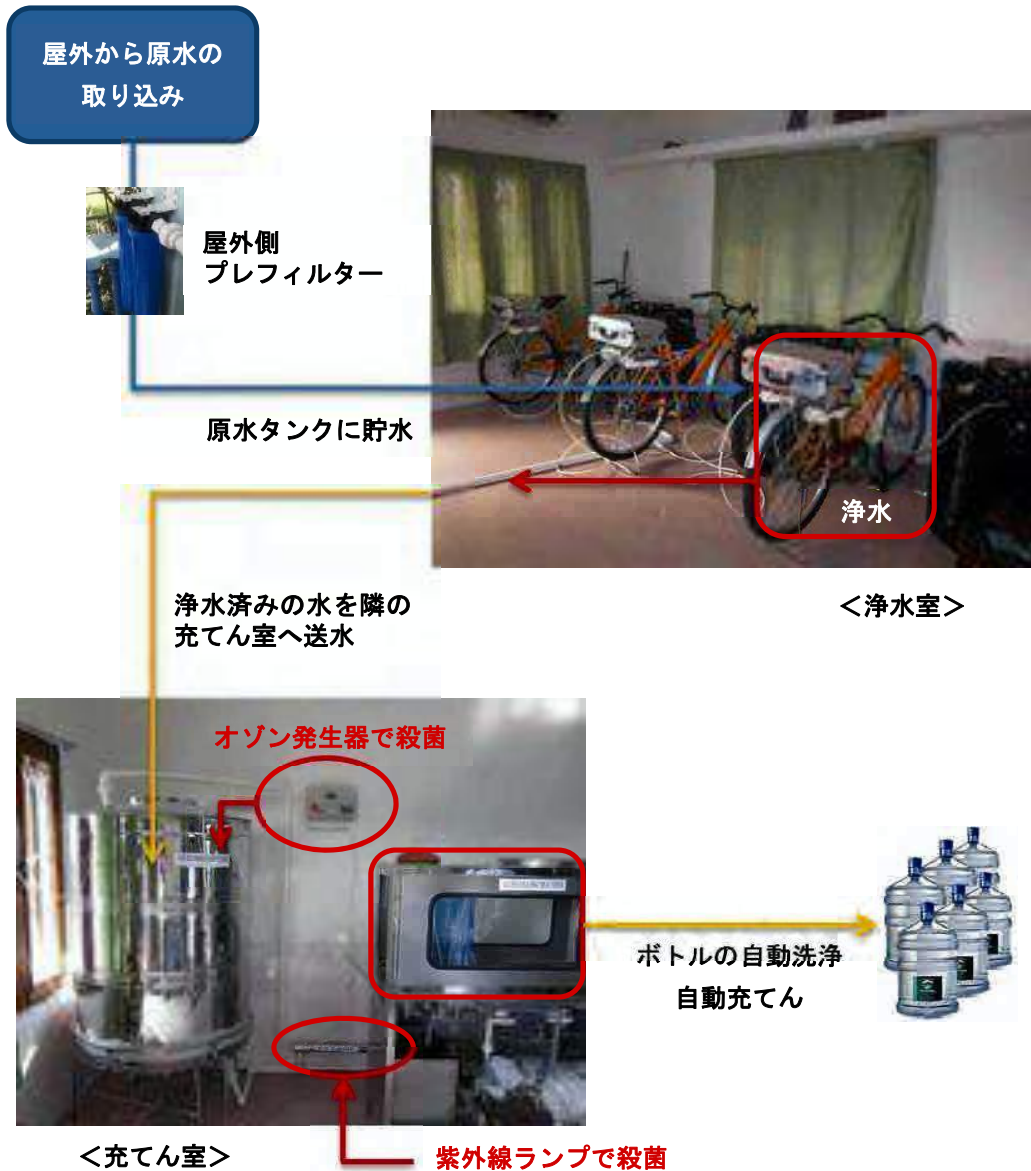 屋外から原水の
取り込み
屋外側
プレフィルター
原水タンクに貯水
浄水
＜浄水室＞
浄水済みの水を隣の
充てん室へ送水
オゾン発生器で殺菌
ボトルの自動洗浄
自動充てん
＜充てん室＞
紫外線ランプで殺菌